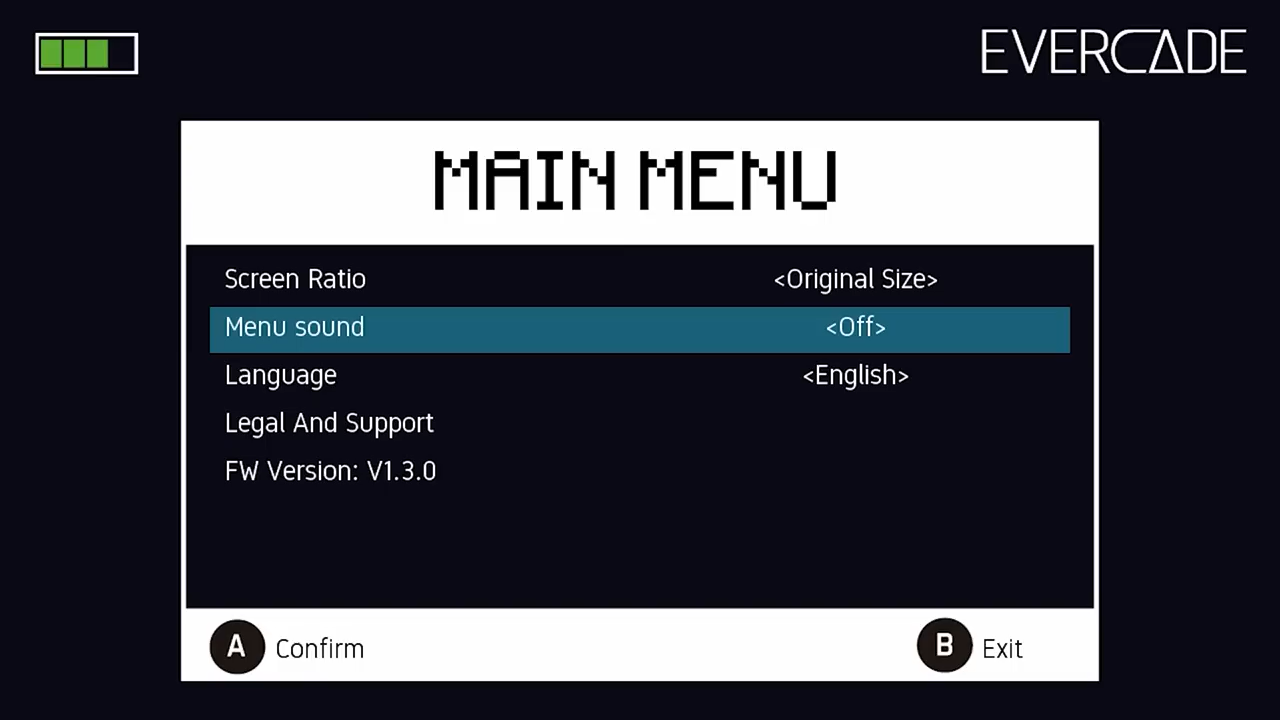 EVERCADE
MAIN MENU
Screen Ratio <Original Size>
Menu sound <Off>
Language <English>
Legal And Support
FW Version: V1.3.0
A Confirm B Exit